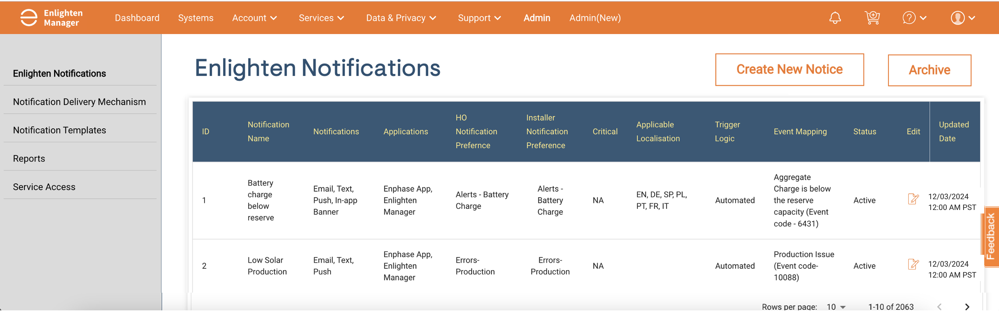 Enlighten
Manager
Dashboard
Systems
Account
Services
Data & Privacy
Support
Admin
Admin(New)
Enlighten Notifications
Notification Delivery Mechanism
Notification Templates
Reports
Service Access
Enlighten Notifications
Create New Notice
Archive
ID
Notification
Name
Notifications
Applications
HO
Notification
Prefernce
Installer
Notification
Preference
Critical
Applicable
Localisation
Trigger
Logic
Event Mapping
Status
Edit
Updated
Date
1
Battery
charge
below
reserve
Email, Text,
Push, In-app
Banner
Enphase App,
Enlighten
Manager
Alerts - Battery
Charge
Alerts -
Battery
Charge
NA
EN, DE, SP, PL,
PT, FR, IT
Automated
Aggregate
Charge is below
the reserve
capacity (Event
code - 6431)
Active
12/03/2024
12:00 AM PST
2
Low Solar
Production
Email, Text,
Push
Enphase App,
Enlighten
Manager
Errors-
Production
Errors-
Production
NA
Automated
Production Issue
(Event code-
10088)
Active
12/03/2024
12:00 AM PST
Feedback
Rows per page: 10
1-10 of 2063